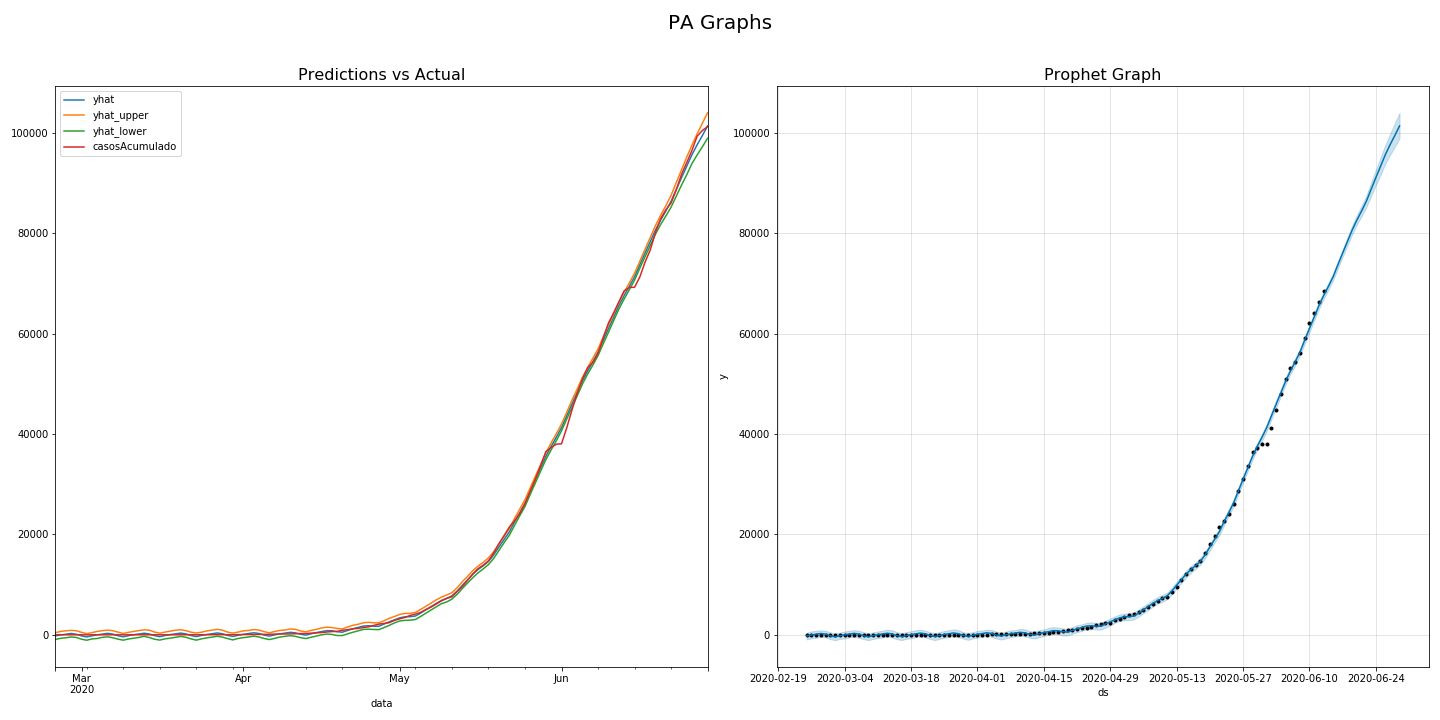 PA Graphs
Predictions vs Actual
yhat
yhat_upper
yhat_lower
casosAcumulado
100000
80000
60000
40000
20000
0
Mar
2020
Apr
May
Jun
data
Prophet Graph
y
100000
80000
60000
40000
20000
0
2020-02-19 2020-03-04 2020-03-18 2020-04-01 2020-04-15 2020-04-29 2020-05-13 2020-05-27 2020-06-10 2020-06-24
ds